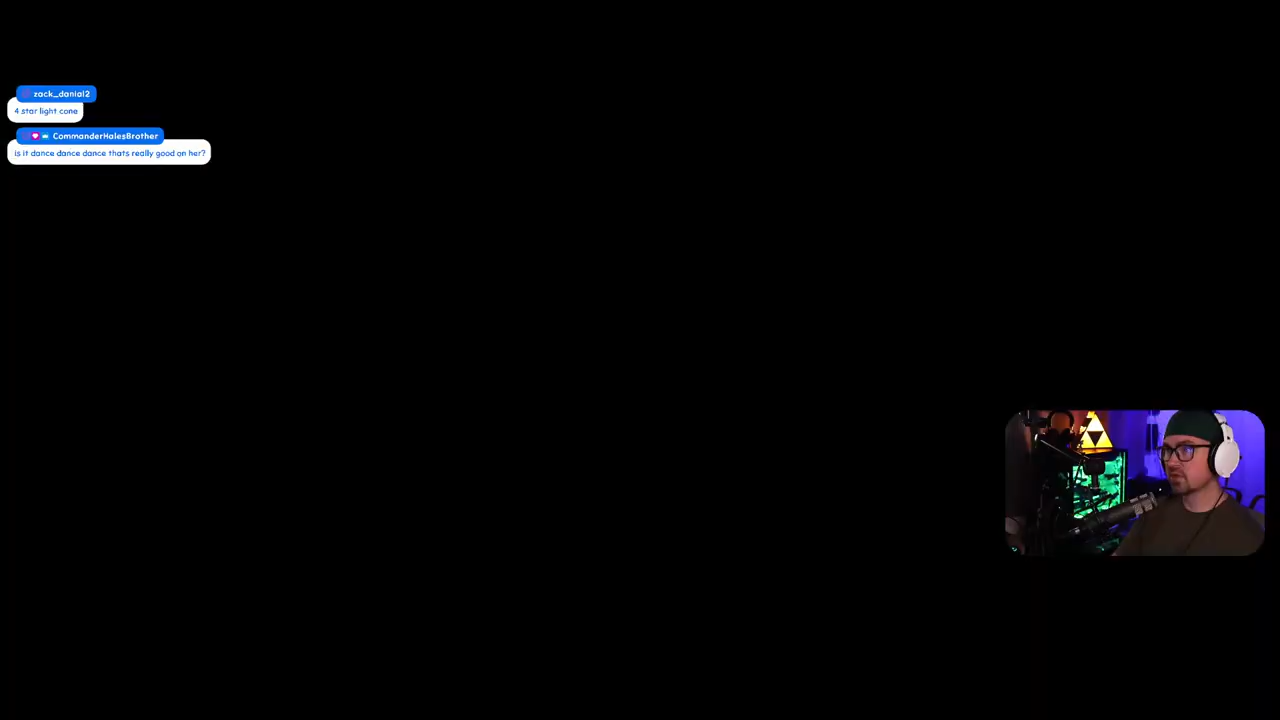 zack_danial2
4 star light cone
CommanderHalesBrother
is it dance dance dance thats really good on her?